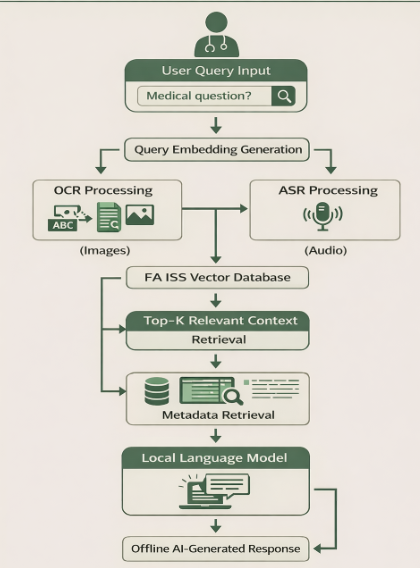 User Query Input
Medical question?
Query Embedding Generation
OCR Processing
ABC
(Images)
ASR Processing
(Audio)
FA ISS Vector Database
Top-K Relevant Context
Retrieval
Metadata Retrieval
Local Language Model
Offline AI-Generated Response